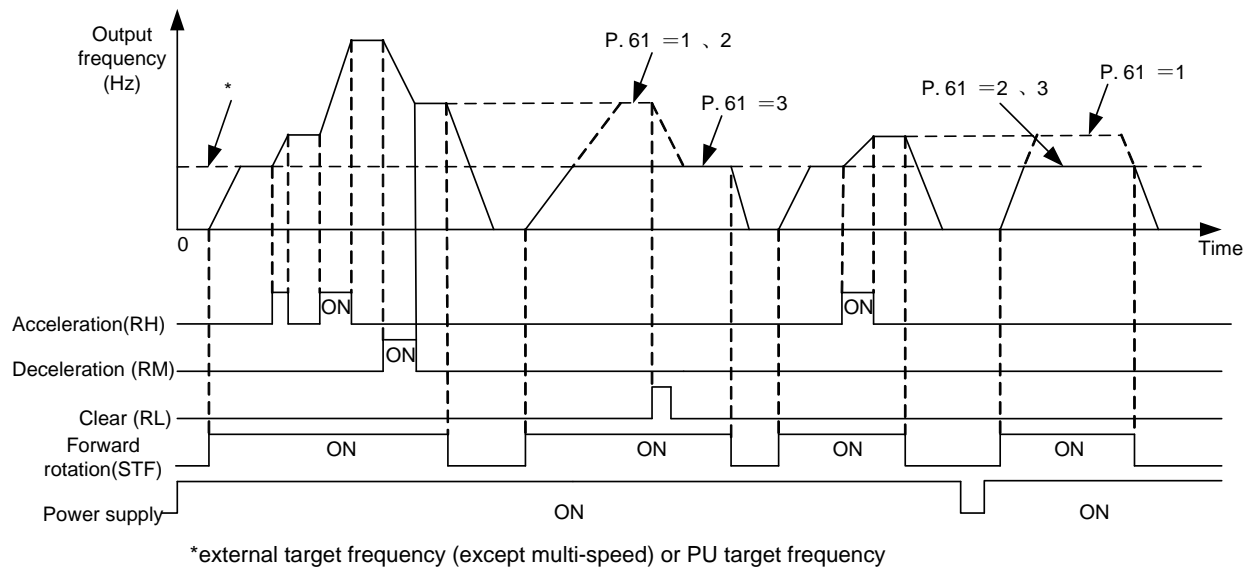 Output
frequency
(Hz)
*
P. 61 =1 、2
P. 61 =3
P. 61 =2 、3
P. 61 =1
0
Time
Acceleration(RH)
ON
ON
Deceleration (RM)
ON
Clear (RL)
Forward
rotation(STF)
ON
ON
ON
ON
Power supply
ON
ON
*external target frequency (except multi-speed) or PU target frequency